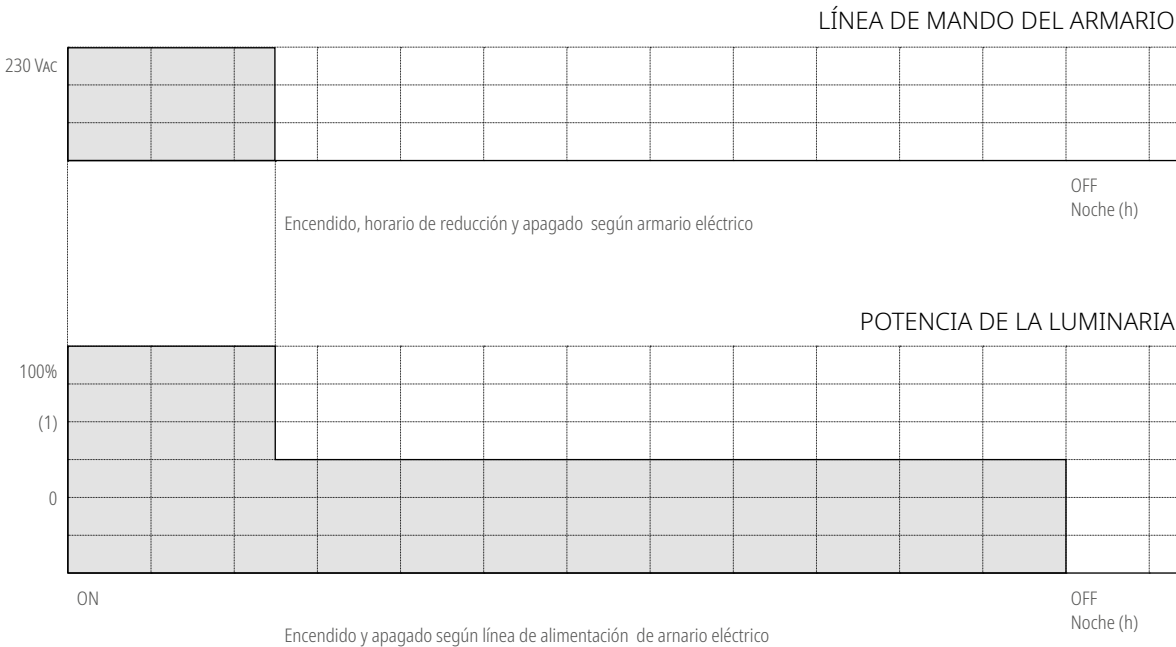 LÍNEA DE MANDO DEL ARMARIO
230 VAC
OFF
Noche (h)
Encendido, horario de reducción y apagado según armario eléctrico
POTENCIA DE LA LUMINARIA
100%
(1)
0
ON
OFF
Noche (h)
Encendido y apagado según línea de alimentación de arnario eléctrico